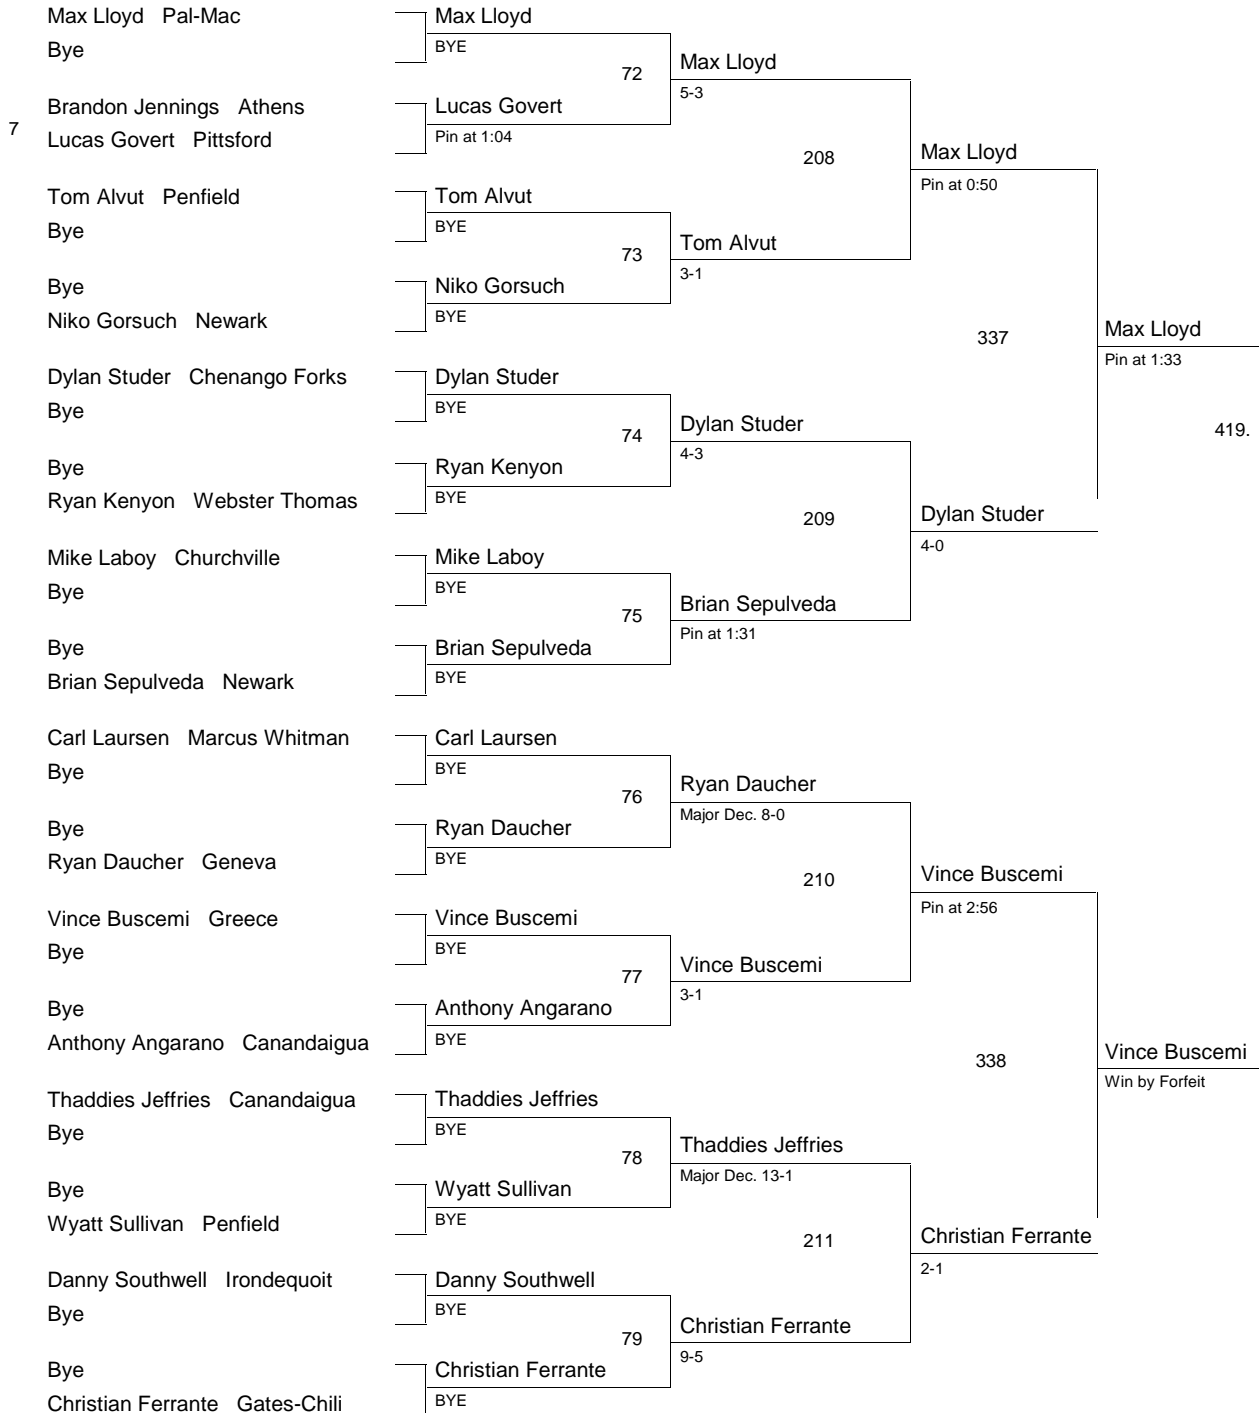 Max Lloyd Pal-Mac Max Lloyd
Bye BYE
Max Lloyd
72
5-3
Brandon Jennings Athens Lucas Govert
7
Lucas Govert Pittsford Pin at 1:04
Max Lloyd
208
Pin at 0:50
Tom Alvut Penfield Tom Alvut
Bye BYE
Tom Alvut
73
3-1
Bye Niko Gorsuch
Niko Gorsuch Newark BYE
Max Lloyd
337
Pin at 1:33
Dylan Studer Chenango Forks Dylan Studer
Bye BYE
Dylan Studer
419.
74
4-3
Bye Ryan Kenyon
Ryan Kenyon Webster Thomas BYE
Dylan Studer
209
4-0
Mike Laboy Churchville Mike Laboy
Bye BYE
Brian Sepulveda
75
Pin at 1:31
Bye Brian Sepulveda
Brian Sepulveda Newark BYE
Carl Laursen Marcus Whitman Carl Laursen
Bye BYE
Ryan Daucher
76
Major Dec. 8-0
Bye Ryan Daucher
Ryan Daucher Geneva BYE
Vince Buscemi
210
Pin at 2:56
Vince Buscemi Greece Vince Buscemi
Bye BYE
Vince Buscemi
77
3-1
Bye Anthony Angarano
Anthony Angarano Canandaigua BYE
Vince Buscemi
338
Win by Forfeit
Thaddies Jeffries Canandaigua Thaddies Jeffries
Bye BYE
Thaddies Jeffries
78
Major Dec. 13-1
Bye Wyatt Sullivan
Wyatt Sullivan Penfield BYE
Christian Ferrante
211
2-1
Danny Southwell Irondequoit Danny Southwell
Bye BYE
Christian Ferrante
79
9-5
Bye Christian Ferrante
Christian Ferrante Gates-Chili BYE